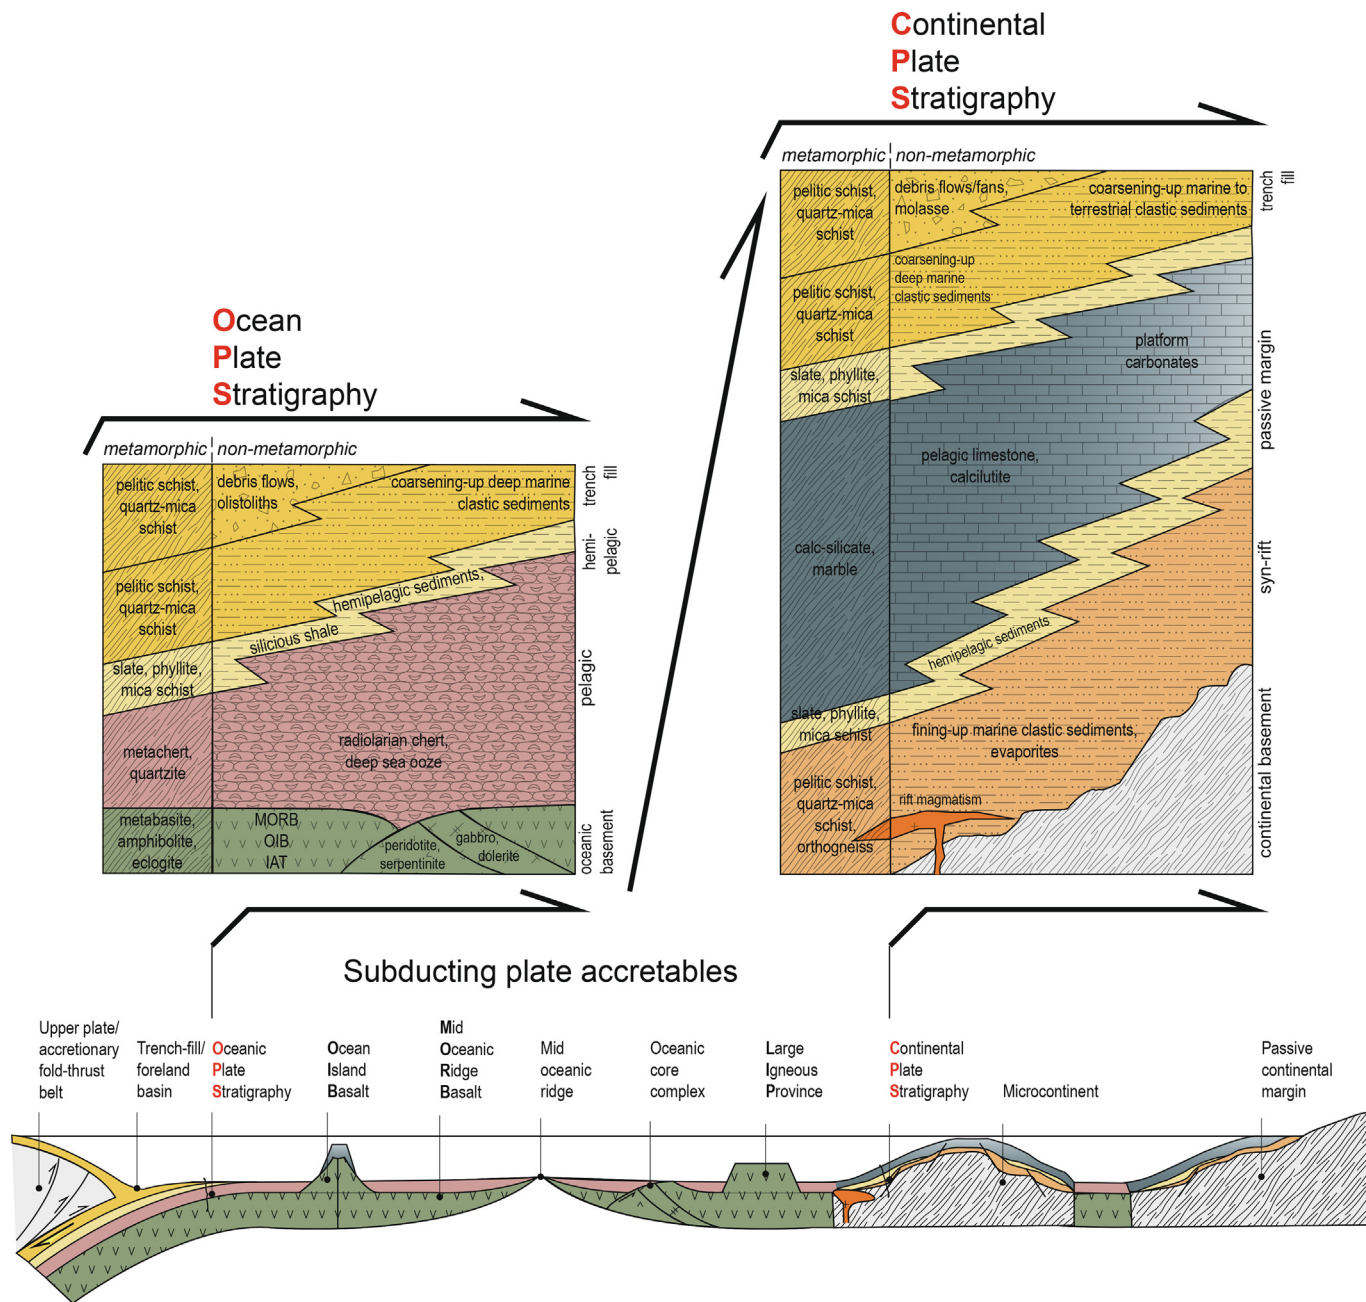 Continental
Plate
Stratigraphy
metamorphic
non-metamorphic
pelitic schist,
quartz-mica
schist
debris flows/fans,
molasse
coarsening-up marine to
terrestrial clastic sediments
trench
fill
coarsening-up
deep marine
clastic sediments
pelitic schist,
quartz-mica
schist
platform
carbonates
passive margin
slate, phyllite,
mica schist
pelagic limestone,
calcilutite
calc-silicate,
marble
syn-rift
hemipelagic sediments
slate, phyllite,
mica schist
fining-up marine clastic sediments,
evaporites
pelitic schist,
quartz-mica
schist,
orthogneiss
rift magmatism
continental basement
Ocean
Plate
Stratigraphy
metamorphic
non-metamorphic
pelitic schist,
quartz-mica
schist
debris flows,
olistoliths
coarsening-up deep marine
clastic sediments
trench
fill
hemi-
pelagic
pelitic schist,
quartz-mica
schist
hemipelagic sediments,
silicious shale
slate, phyllite,
mica schist
pelagic
metachert,
quartzite
radiolarian chert,
deep sea ooze
metabasite,
amphibolite,
eclogite
MORB
OIB
IAT
peridotite,
serpentinite
gabbro,
dolerite
oceanic
basement
Subducting plate accretables
Upper plate/
accretionary
fold-thrust
belt
Trench-fill/
foreland
basin
Oceanic
Plate
Stratigraphy
Ocean
Island
Basalt
Mid
Oceanic
Ridge
Basalt
Mid
oceanic
ridge
Oceanic
core
complex
Large
Igneous
Province
Continental
Plate
Stratigraphy
Microcontinent
Passive
continental
margin